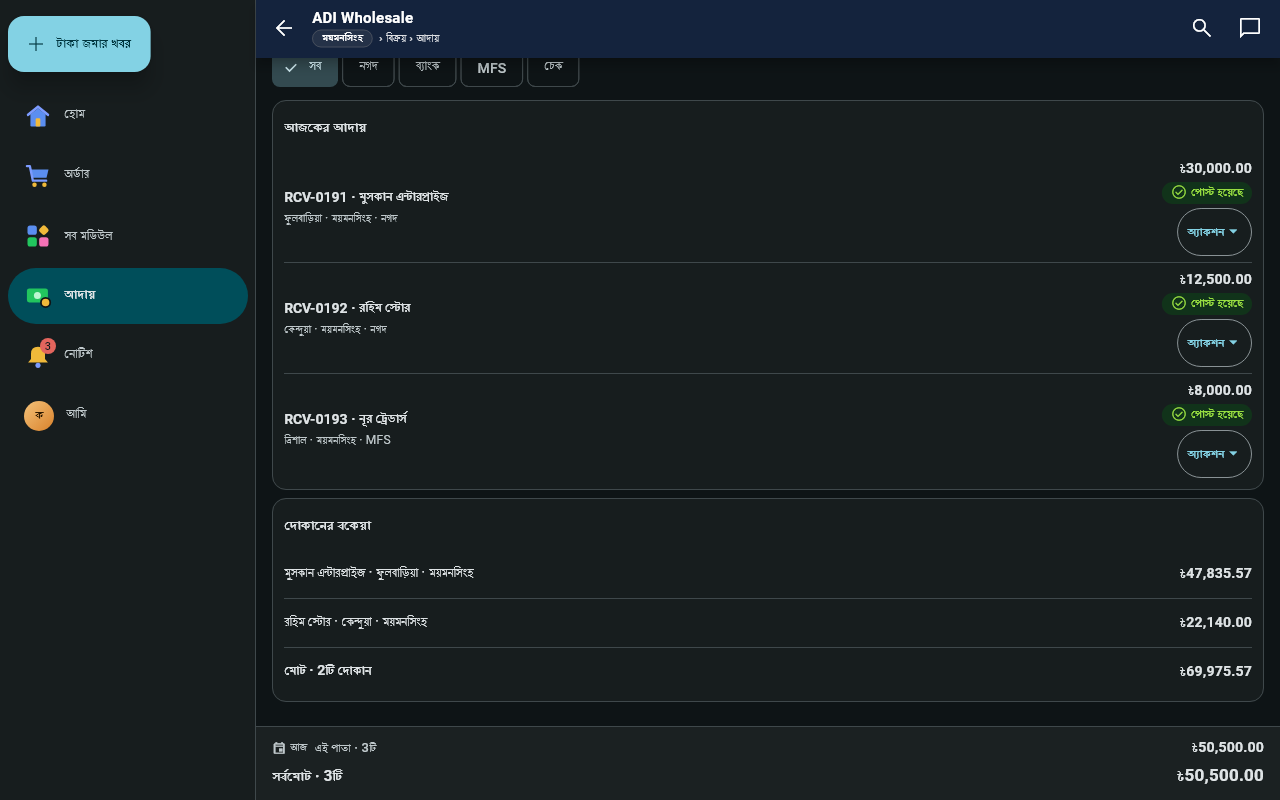 টাকা জমার খবর
হোম
অর্ডার
সব মডিউল
আদায়
3
নোটিশ
ক
আমি
ADI Wholesale
ময়মনসিংহ › বিক্রয় › আদায়
সব
নগদ
ব্যাংক
MFS
চেক
আজকের আদায়
৳30,000.00
RCV-0191 · মুসকান এন্টারপ্রাইজ
পোস্ট হয়েছে
ফুলবাড়িয়া · ময়মনসিংহ · নগদ
অ্যাকশন
৳12,500.00
RCV-0192 · রহিম স্টোর
পোস্ট হয়েছে
কেন্দুয়া · ময়মনসিংহ · নগদ
অ্যাকশন
৳8,000.00
RCV-0193 · নূর ট্রেডার্স
পোস্ট হয়েছে
ত্রিশাল · ময়মনসিংহ · MFS
অ্যাকশন
দোকানের বকেয়া
মুসকান এন্টারপ্রাইজ · ফুলবাড়িয়া · ময়মনসিংহ ৳47,835.57
রহিম স্টোর · কেন্দুয়া · ময়মনসিংহ ৳22,140.00
মোট · 2টি দোকান ৳69,975.57
আজ এই পাতা · 3টি ৳50,500.00
সর্বমোট · 3টি ৳50,500.00